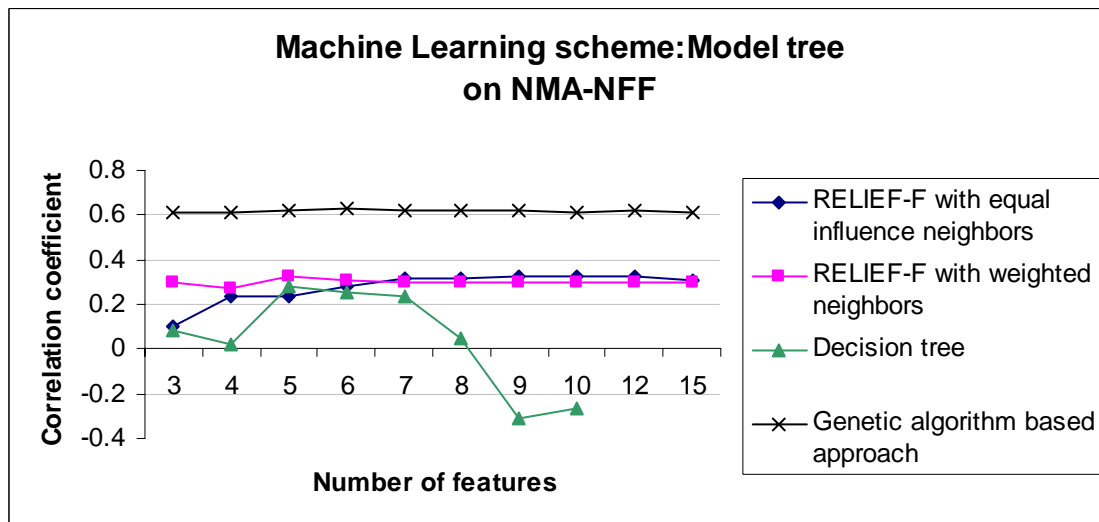 Machine Learning scheme:Model tree
on NMA-NFF
Correlation coefficient
0.8
0.6
0.4
0.2
0
-0.2
-0.4
3 4 5 6 7 8 9 10 12 15
Number of features
RELIEF-F with equal
influence neighbors
RELIEF-F with weighted
neighbors
Decision tree
Genetic algorithm based
approach